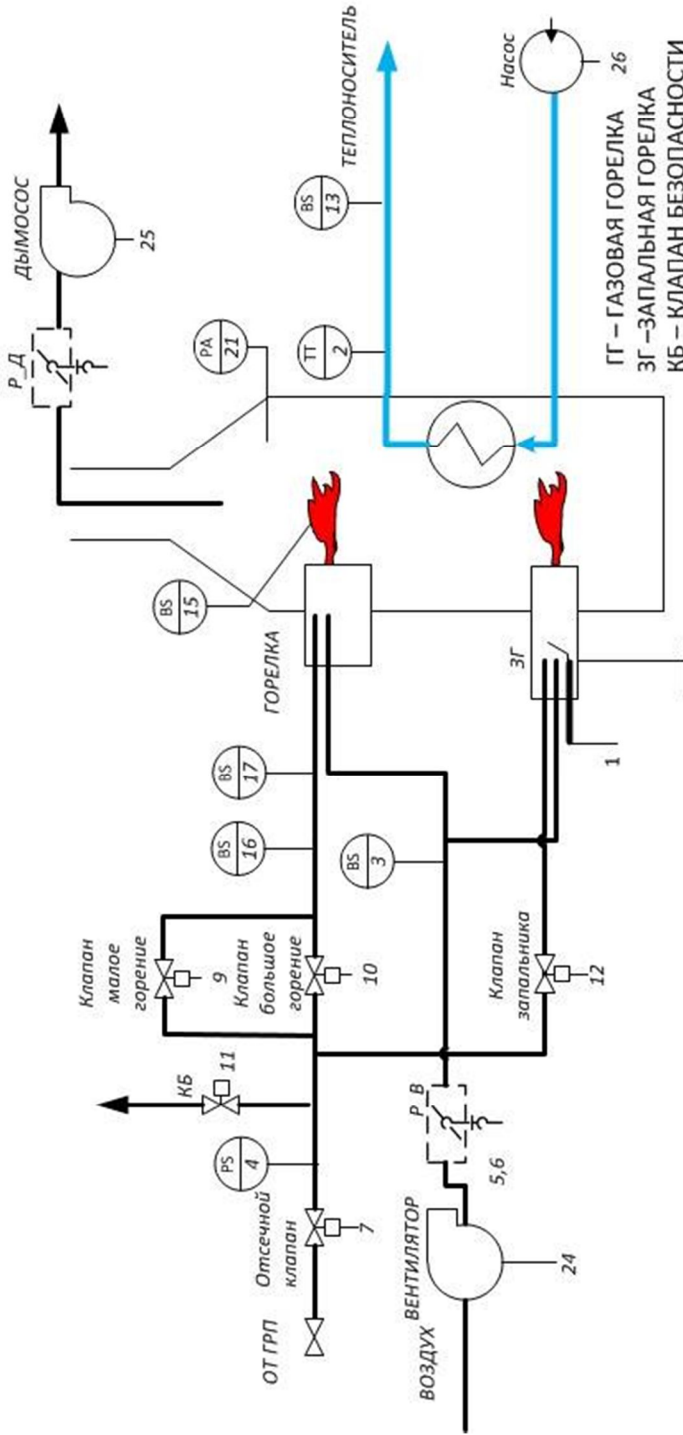 ДЫМОСОС
Р_Д
25
РА
21
ТЕПЛОНОСИТЕЛЬ
BS
13
ТТ
2
Насос
26
BS
15
ГОРЕЛКА
BS
17
BS
16
BS
3
Клапан
малое
горение
9
Клапан
большое
горение
10
КБ
11
PS
4
Отсечной
клапан
7
ОТ ГРП
ЗГ
1
Клапан
запальника
12
Р_В
5,6
ВЕНТИЛЯТОР
24
ВОЗДУХ
ГГ – ГАЗОВАЯ ГОРЕЛКА
ЗГ –ЗАПАЛЬНАЯ ГОРЕЛКА
КБ – КЛАПАН БЕЗОПАСНОСТИ